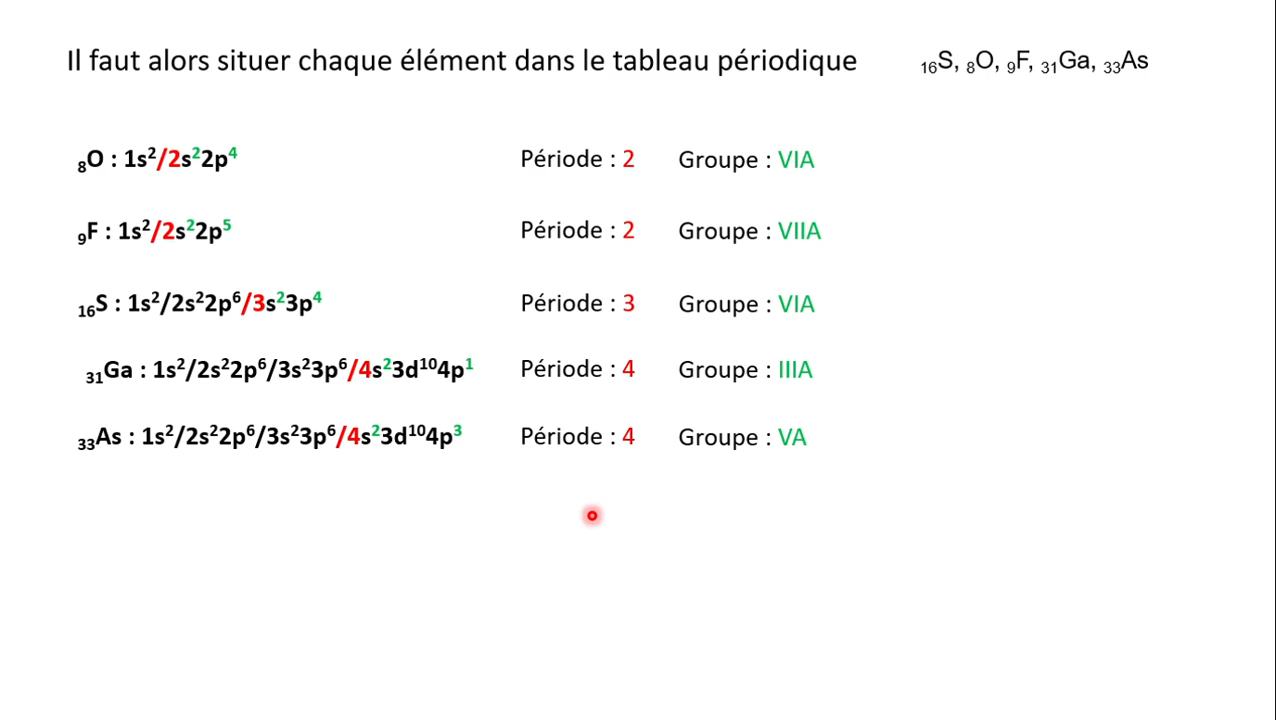 Il faut alors situer chaque élément dans le tableau périodique ₁₆S, ₈O, ₉F, ₃₁Ga, ₃₃As
₈O : 1s²/2s²2p⁴ Période : 2 Groupe : VIA
₉F : 1s²/2s²2p⁵ Période : 2 Groupe : VIIA
₁₆S : 1s²/2s²2p⁶/3s²3p⁴ Période : 3 Groupe : VIA
₃₁Ga : 1s²/2s²2p⁶/3s²3p⁶/4s²3d¹⁰4p¹ Période : 4 Groupe : IIIA
₃₃As : 1s²/2s²2p⁶/3s²3p⁶/4s²3d¹⁰4p³ Période : 4 Groupe : VA